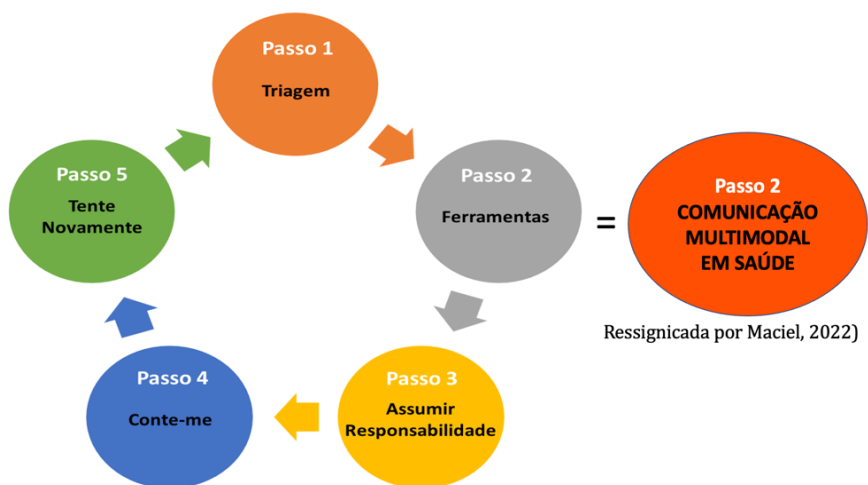 Passo 1
Triagem
Passo 2
Ferramentas
=
Passo 2
COMUNICAÇÃO
MULTIMODAL
EM SAÚDE
Ressignicada por Maciel, 2022)
Passo 3
Assumir
Responsabilidade
Passo 4
Conte-me
Passo 5
Tente
Novamente